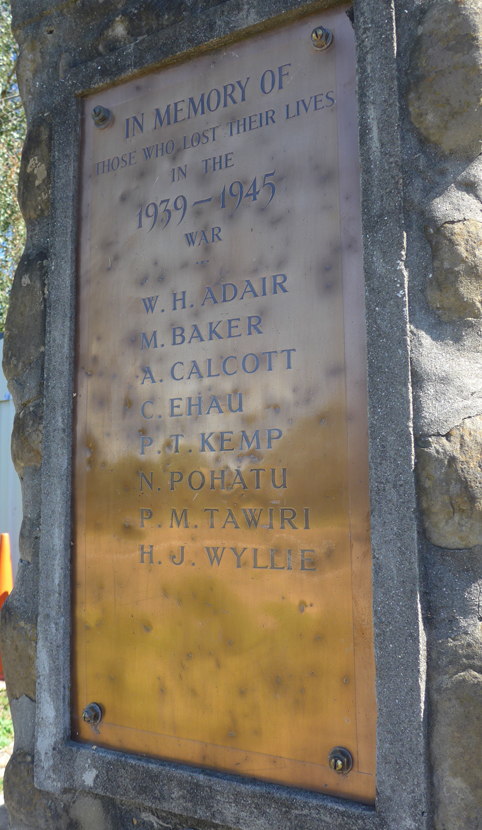 IN MEMORY OF
THOSE WHO LOST THEIR LIVES
IN THE
1939-1945
WAR
W. H. ADAIR
M. BAKER
A. CALCOTT
C. EHAU
P. T. KEMP
N. POHATU
P. M. TAWIRI
H. J. WYLLIE